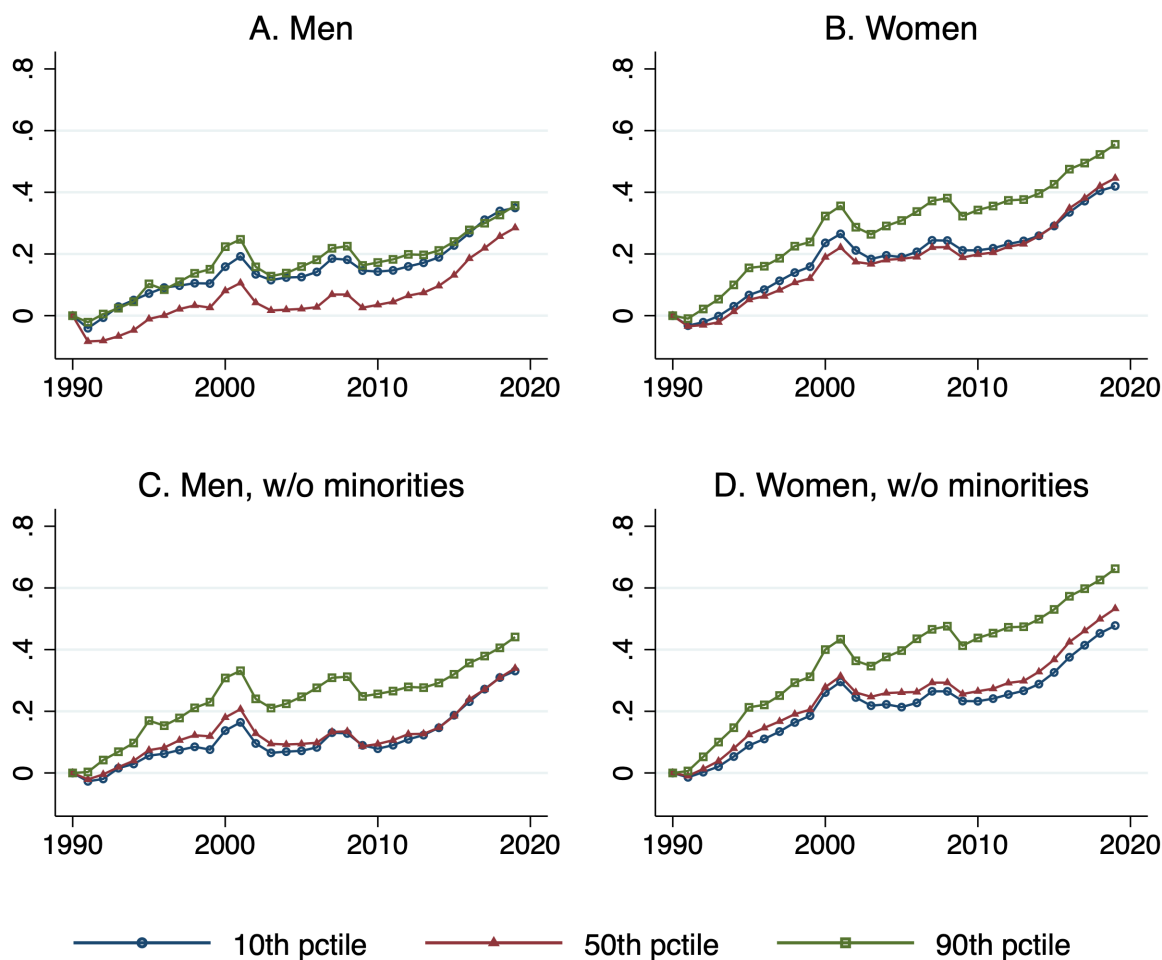 A. Men
.8
.6
.4
.2
0
1990 2000 2010 2020
B. Women
.8
.6
.4
.2
0
1990 2000 2010 2020
C. Men, w/o minorities
.8
.6
.4
.2
0
1990 2000 2010 2020
D. Women, w/o minorities
.8
.6
.4
.2
0
1990 2000 2010 2020
10th pctile 50th pctile 90th pctile